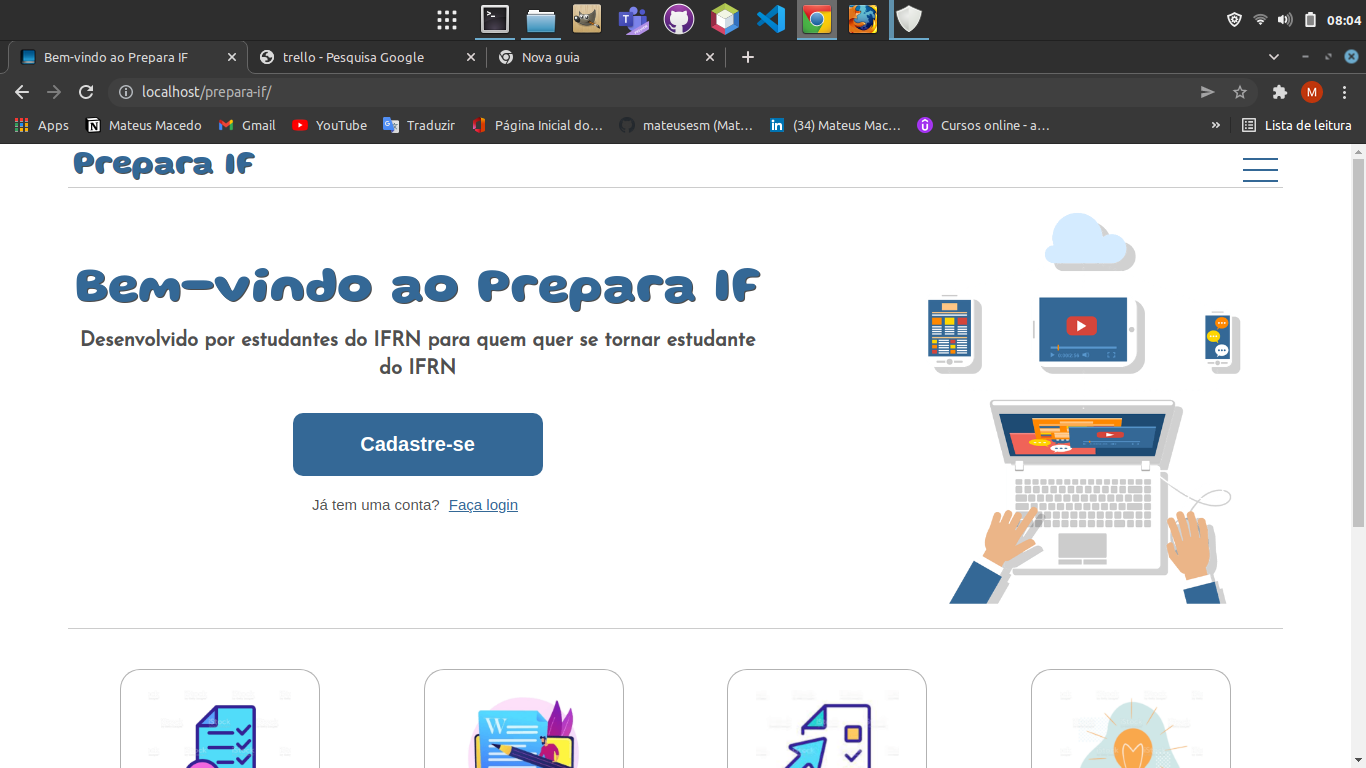 08:04
Bem-vindo ao Prepara IF
trello - Pesquisa Google
Nova guia
localhost/prepara-if/
M
Apps
Mateus Macedo
Gmail
YouTube
Traduzir
Página Inicial do...
mateusesm (Mat...
(34) Mateus Mac...
Cursos online - a...
»
Lista de leitura
Prepara IF
Bem-vindo ao Prepara IF
Desenvolvido por estudantes do IFRN para quem quer se tornar estudante
do IFRN
Cadastre-se
Já tem uma conta? Faça login
W